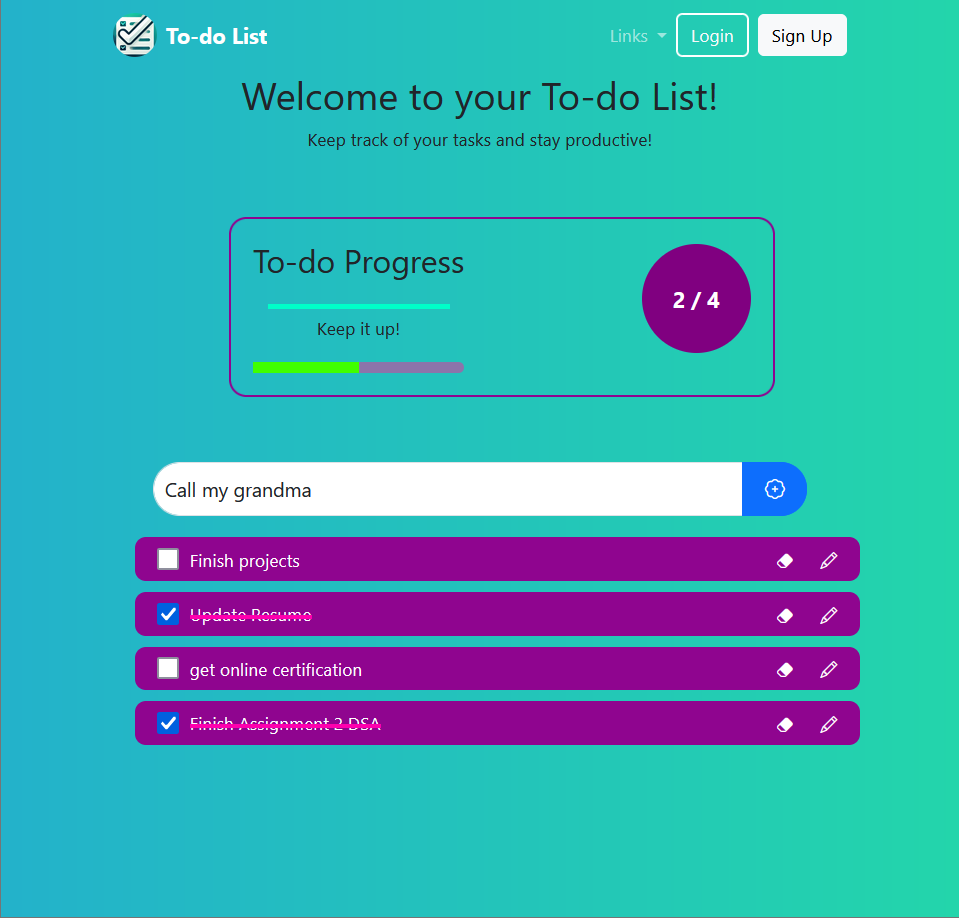 To-do List
Links
Login
Sign Up
Welcome to your To-do List!
Keep track of your tasks and stay productive!
To-do Progress
2 / 4
Keep it up!
Call my grandma
Finish projects
Update Resume
get online certification
Finish Assignment 2 DSA